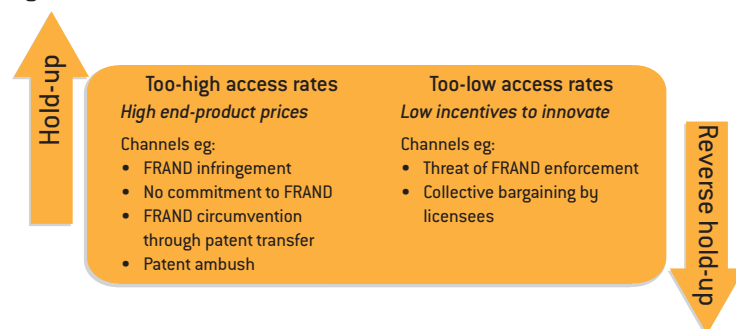 Hold-up
Too-high access rates
High end-product prices
Channels eg:
• FRAND infringement
• No commitment to FRAND
• FRAND circumvention
through patent transfer
• Patent ambush
Too-low access rates
Low incentives to innovate
Channels eg:
• Threat of FRAND enforcement
• Collective bargaining by
licensees
Reverse hold-up